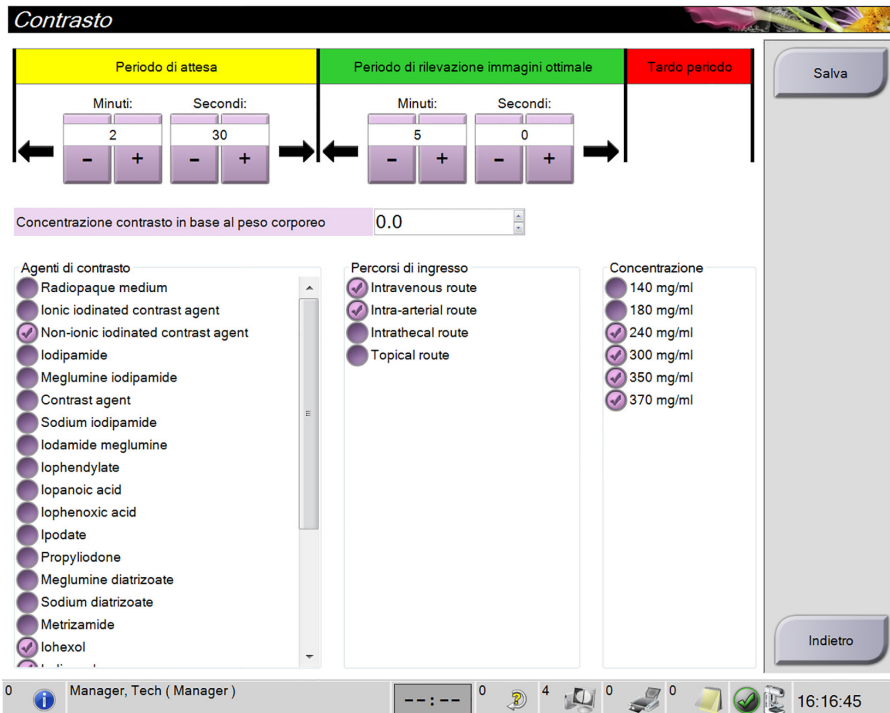 Contrasto
Periodo di attesa
Periodo di rilevazione immagini ottimale
Tardo periodo
Salva
Minuti:
Secondi:
Minuti:
Secondi:
2
30
5
0
- + - +
- + - +
Concentrazione contrasto in base al peso corporeo
0.0
Agenti di contrasto
Radiopaque medium
Ionic iodinated contrast agent
Non-ionic iodinated contrast agent
Iodipamide
Meglumine iodipamide
Contrast agent
Sodium iodipamide
Iodamide meglumine
Iophendylate
Iopanoic acid
Iophenoxic acid
Ipodate
Propyliodone
Meglumine diatrizoate
Sodium diatrizoate
Metrizamide
Iohexol
Percorsi di ingresso
Intravenous route
Intra-arterial route
Intrathecal route
Topical route
Concentrazione
140 mg/ml
180 mg/ml
240 mg/ml
300 mg/ml
350 mg/ml
370 mg/ml
Indietro
0
Manager, Tech ( Manager )
--:--
0
4
0
0
16:16:45